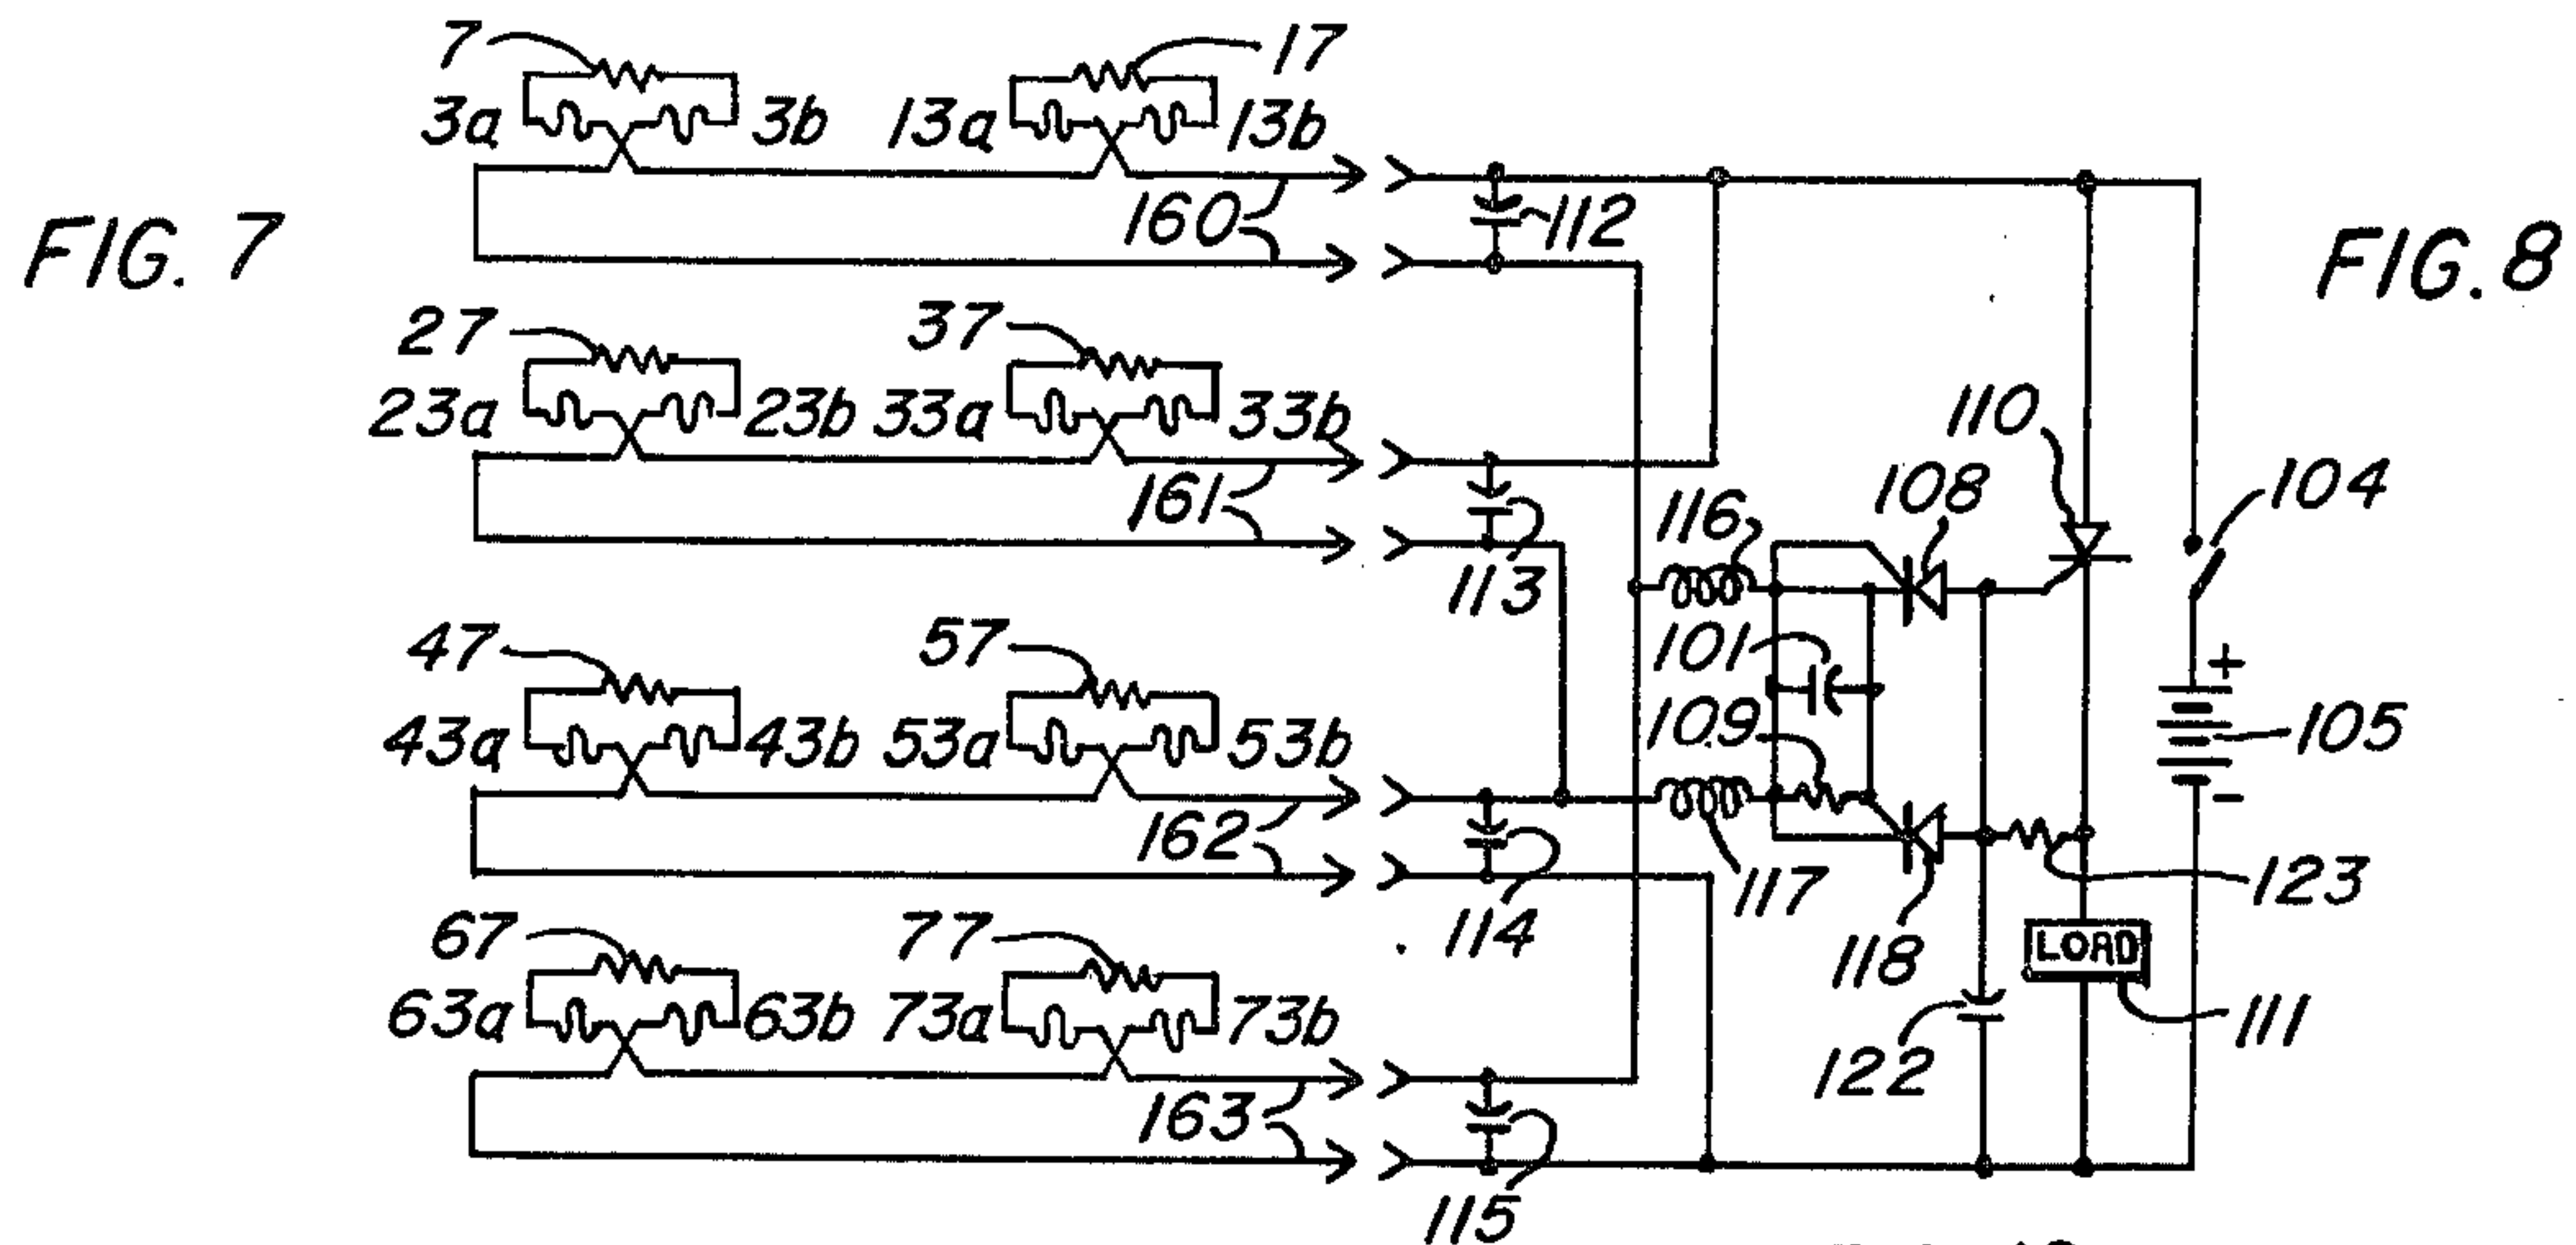 7 17
3a 3b 13a 13b
160 112
FIG. 7 FIG. 8
27 37
23a 23b 33a 33b
110
161 116 108 104
113
47 57 101 +
43a 43b 53a 53b 109 105
162 −
114 117 123
67 77 118 LOAD
63a 63b 73a 73b 122 111
163
115